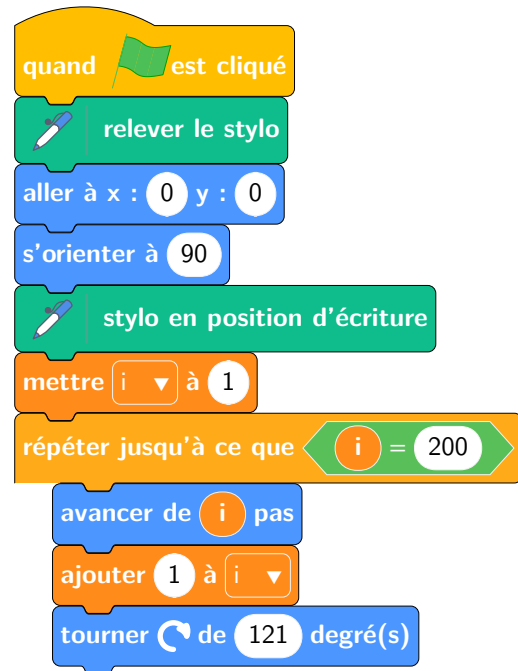 quand est cliqué
relever le stylo
aller à x : 0 y : 0
s'orienter à 90
stylo en position d'écriture
mettre i à 1
répéter jusqu'à ce que i = 200
avancer de i pas
ajouter 1 à i
tourner de 121 degré(s)